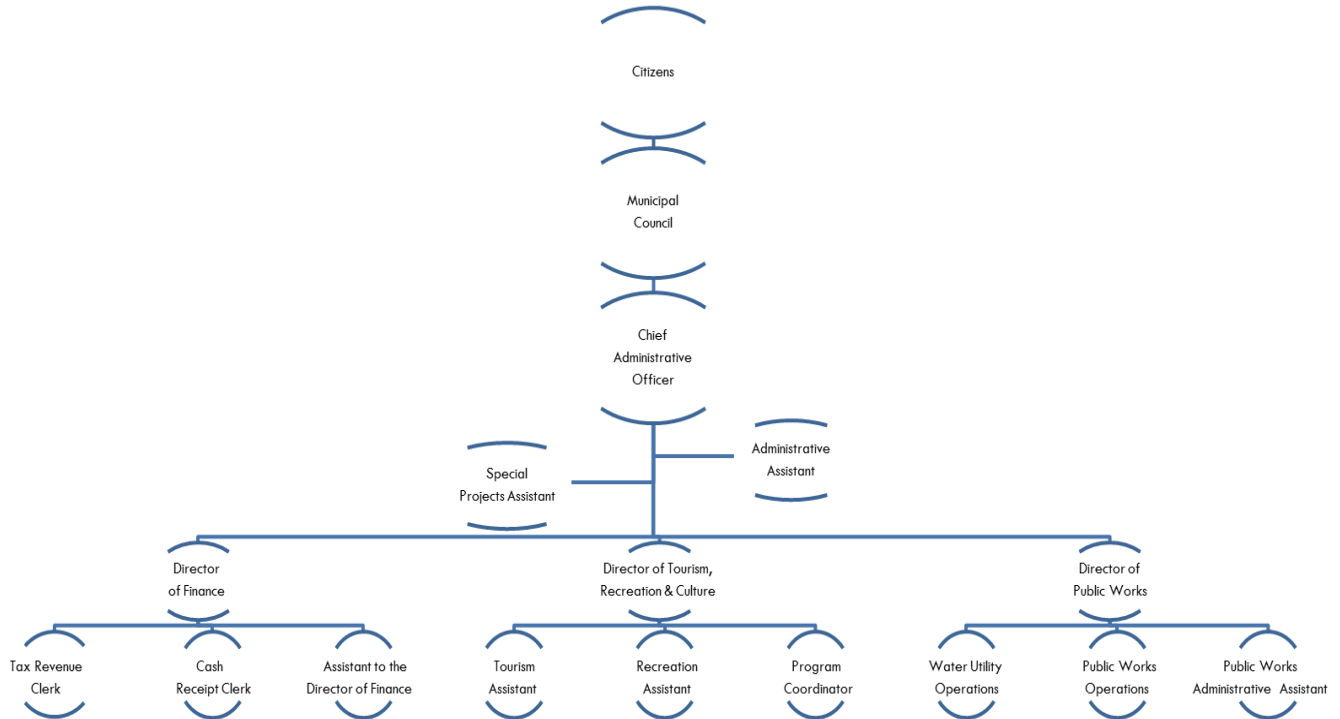 Citizens
Municipal
Council
Chief
Administrative
Officer
Administrative
Assistant
Special
Projects Assistant
Director
of Finance
Director of Tourism,
Recreation & Culture
Director of
Public Works
Tax Revenue
Clerk
Cash
Receipt Clerk
Assistant to the
Director of Finance
Tourism
Assistant
Recreation
Assistant
Program
Coordinator
Water Utility
Operations
Public Works
Operations
Public Works
Administrative Assistant